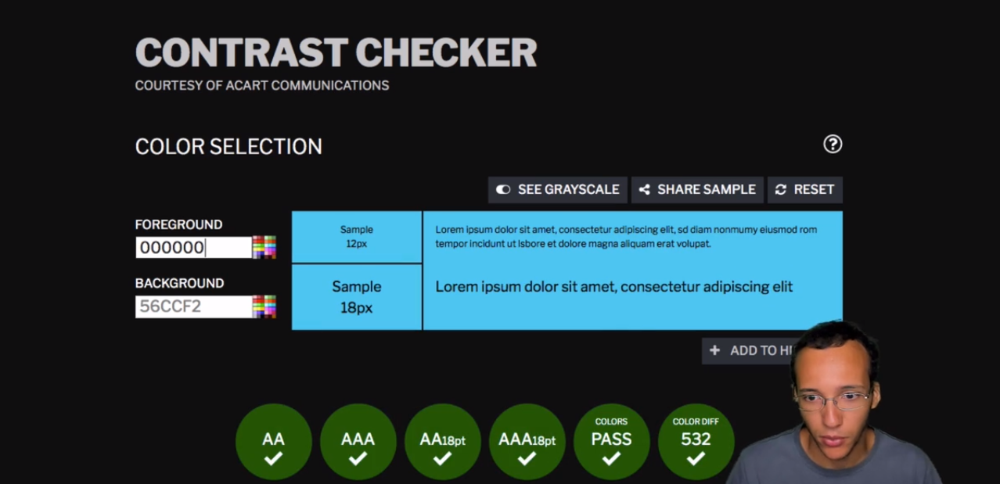 CONTRAST CHECKER
COURTESY OF ACART COMMUNICATIONS
COLOR SELECTION
?
SEE GRAYSCALE
SHARE SAMPLE
RESET
FOREGROUND
000000
BACKGROUND
56CCF2
Sample
12px
Lorem ipsum dolor sit amet, consectetur adipiscing elit, sd diam nonmumy eiusmod rom
tempor incidunt ut lsbore et dolore magna aliquam erat volupat.
Sample
18px
Lorem ipsum dolor sit amet, consectetur adipiscing elit
+ ADD TO
AA
AAA
AA18pt
AAA18pt
COLORS
PASS
COLOR DIFF
532